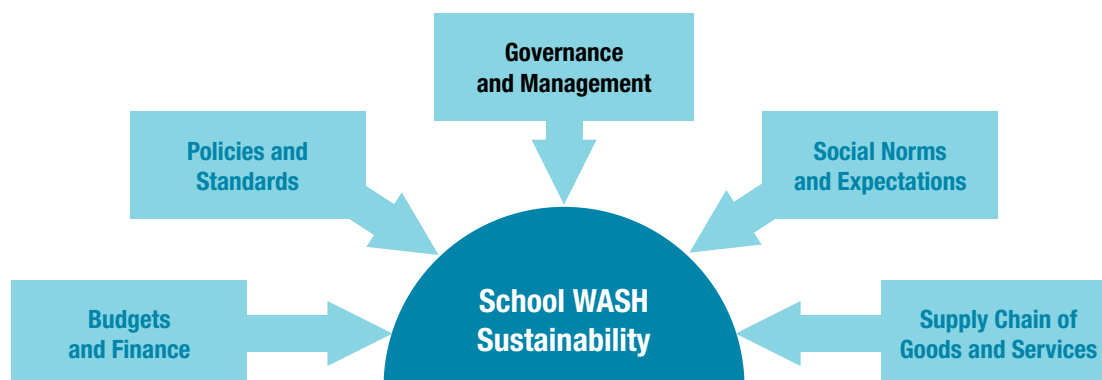 Governance
and Management
Policies and
Standards
Social Norms
and Expectations
Budgets
and Finance
School WASH
Sustainability
Supply Chain of
Goods and Services